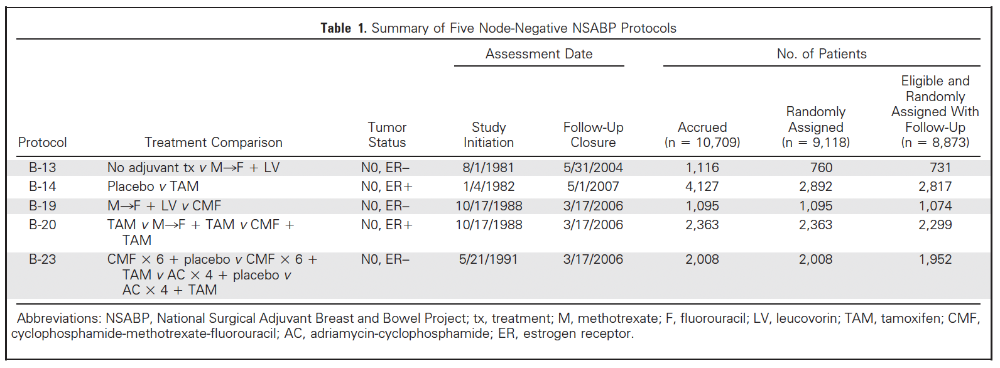 Table 1. Summary of Five Node-Negative NSABP Protocols
Assessment Date No. of Patients
Protocol Treatment Comparison Tumor Status Study Initiation Follow-Up Closure Accrued (n = 10,709) Randomly Assigned (n = 9,118) Eligible and Randomly Assigned With Follow-Up (n = 8,873)
B-13 No adjuvant tx v M→F + LV N0, ER− 8/1/1981 5/31/2004 1,116 760 731
B-14 Placebo v TAM N0, ER+ 1/4/1982 5/1/2007 4,127 2,892 2,817
B-19 M→F + LV v CMF N0, ER− 10/17/1988 3/17/2006 1,095 1,095 1,074
B-20 TAM v M→F + TAM v CMF + N0, ER+ 10/17/1988 3/17/2006 2,363 2,363 2,299
TAM
B-23 CMF × 6 + placebo v CMF × 6 + N0, ER− 5/21/1991 3/17/2006 2,008 2,008 1,952
TAM v AC × 4 + placebo v
AC × 4 + TAM
Abbreviations: NSABP, National Surgical Adjuvant Breast and Bowel Project; tx, treatment; M, methotrexate; F, fluorouracil; LV, leucovorin; TAM, tamoxifen; CMF,
cyclophosphamide-methotrexate-fluorouracil; AC, adriamycin-cyclophosphamide; ER, estrogen receptor.